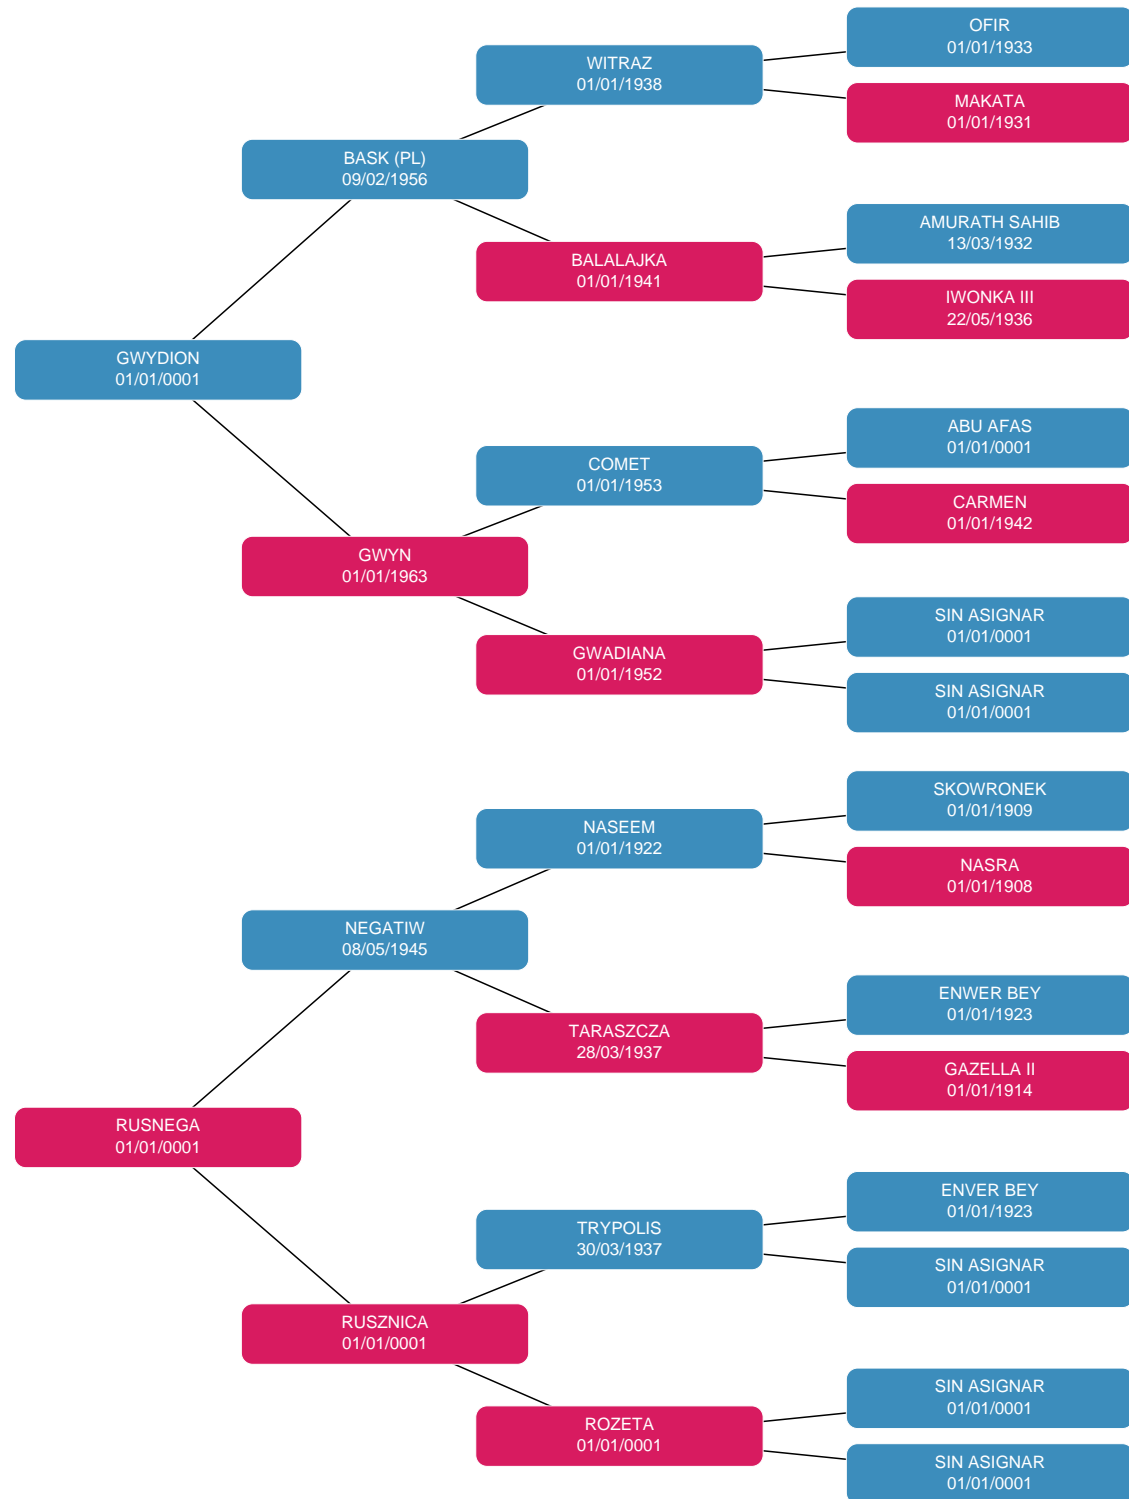 OFIR
01/01/1933
WITRAZ
01/01/1938
MAKATA
01/01/1931
BASK (PL)
09/02/1956
AMURATH SAHIB
13/03/1932
BALALAJKA
01/01/1941
IWONKA III
22/05/1936
GWYDION
01/01/0001
ABU AFAS
01/01/0001
COMET
01/01/1953
CARMEN
01/01/1942
GWYN
01/01/1963
SIN ASIGNAR
01/01/0001
GWADIANA
01/01/1952
SIN ASIGNAR
01/01/0001
SKOWRONEK
01/01/1909
NASEEM
01/01/1922
NASRA
01/01/1908
NEGATIW
08/05/1945
ENWER BEY
01/01/1923
TARASZCZA
28/03/1937
GAZELLA II
01/01/1914
RUSNEGA
01/01/0001
ENVER BEY
01/01/1923
TRYPOLIS
30/03/1937
SIN ASIGNAR
01/01/0001
RUSZNICA
01/01/0001
SIN ASIGNAR
01/01/0001
ROZETA
01/01/0001
SIN ASIGNAR
01/01/0001